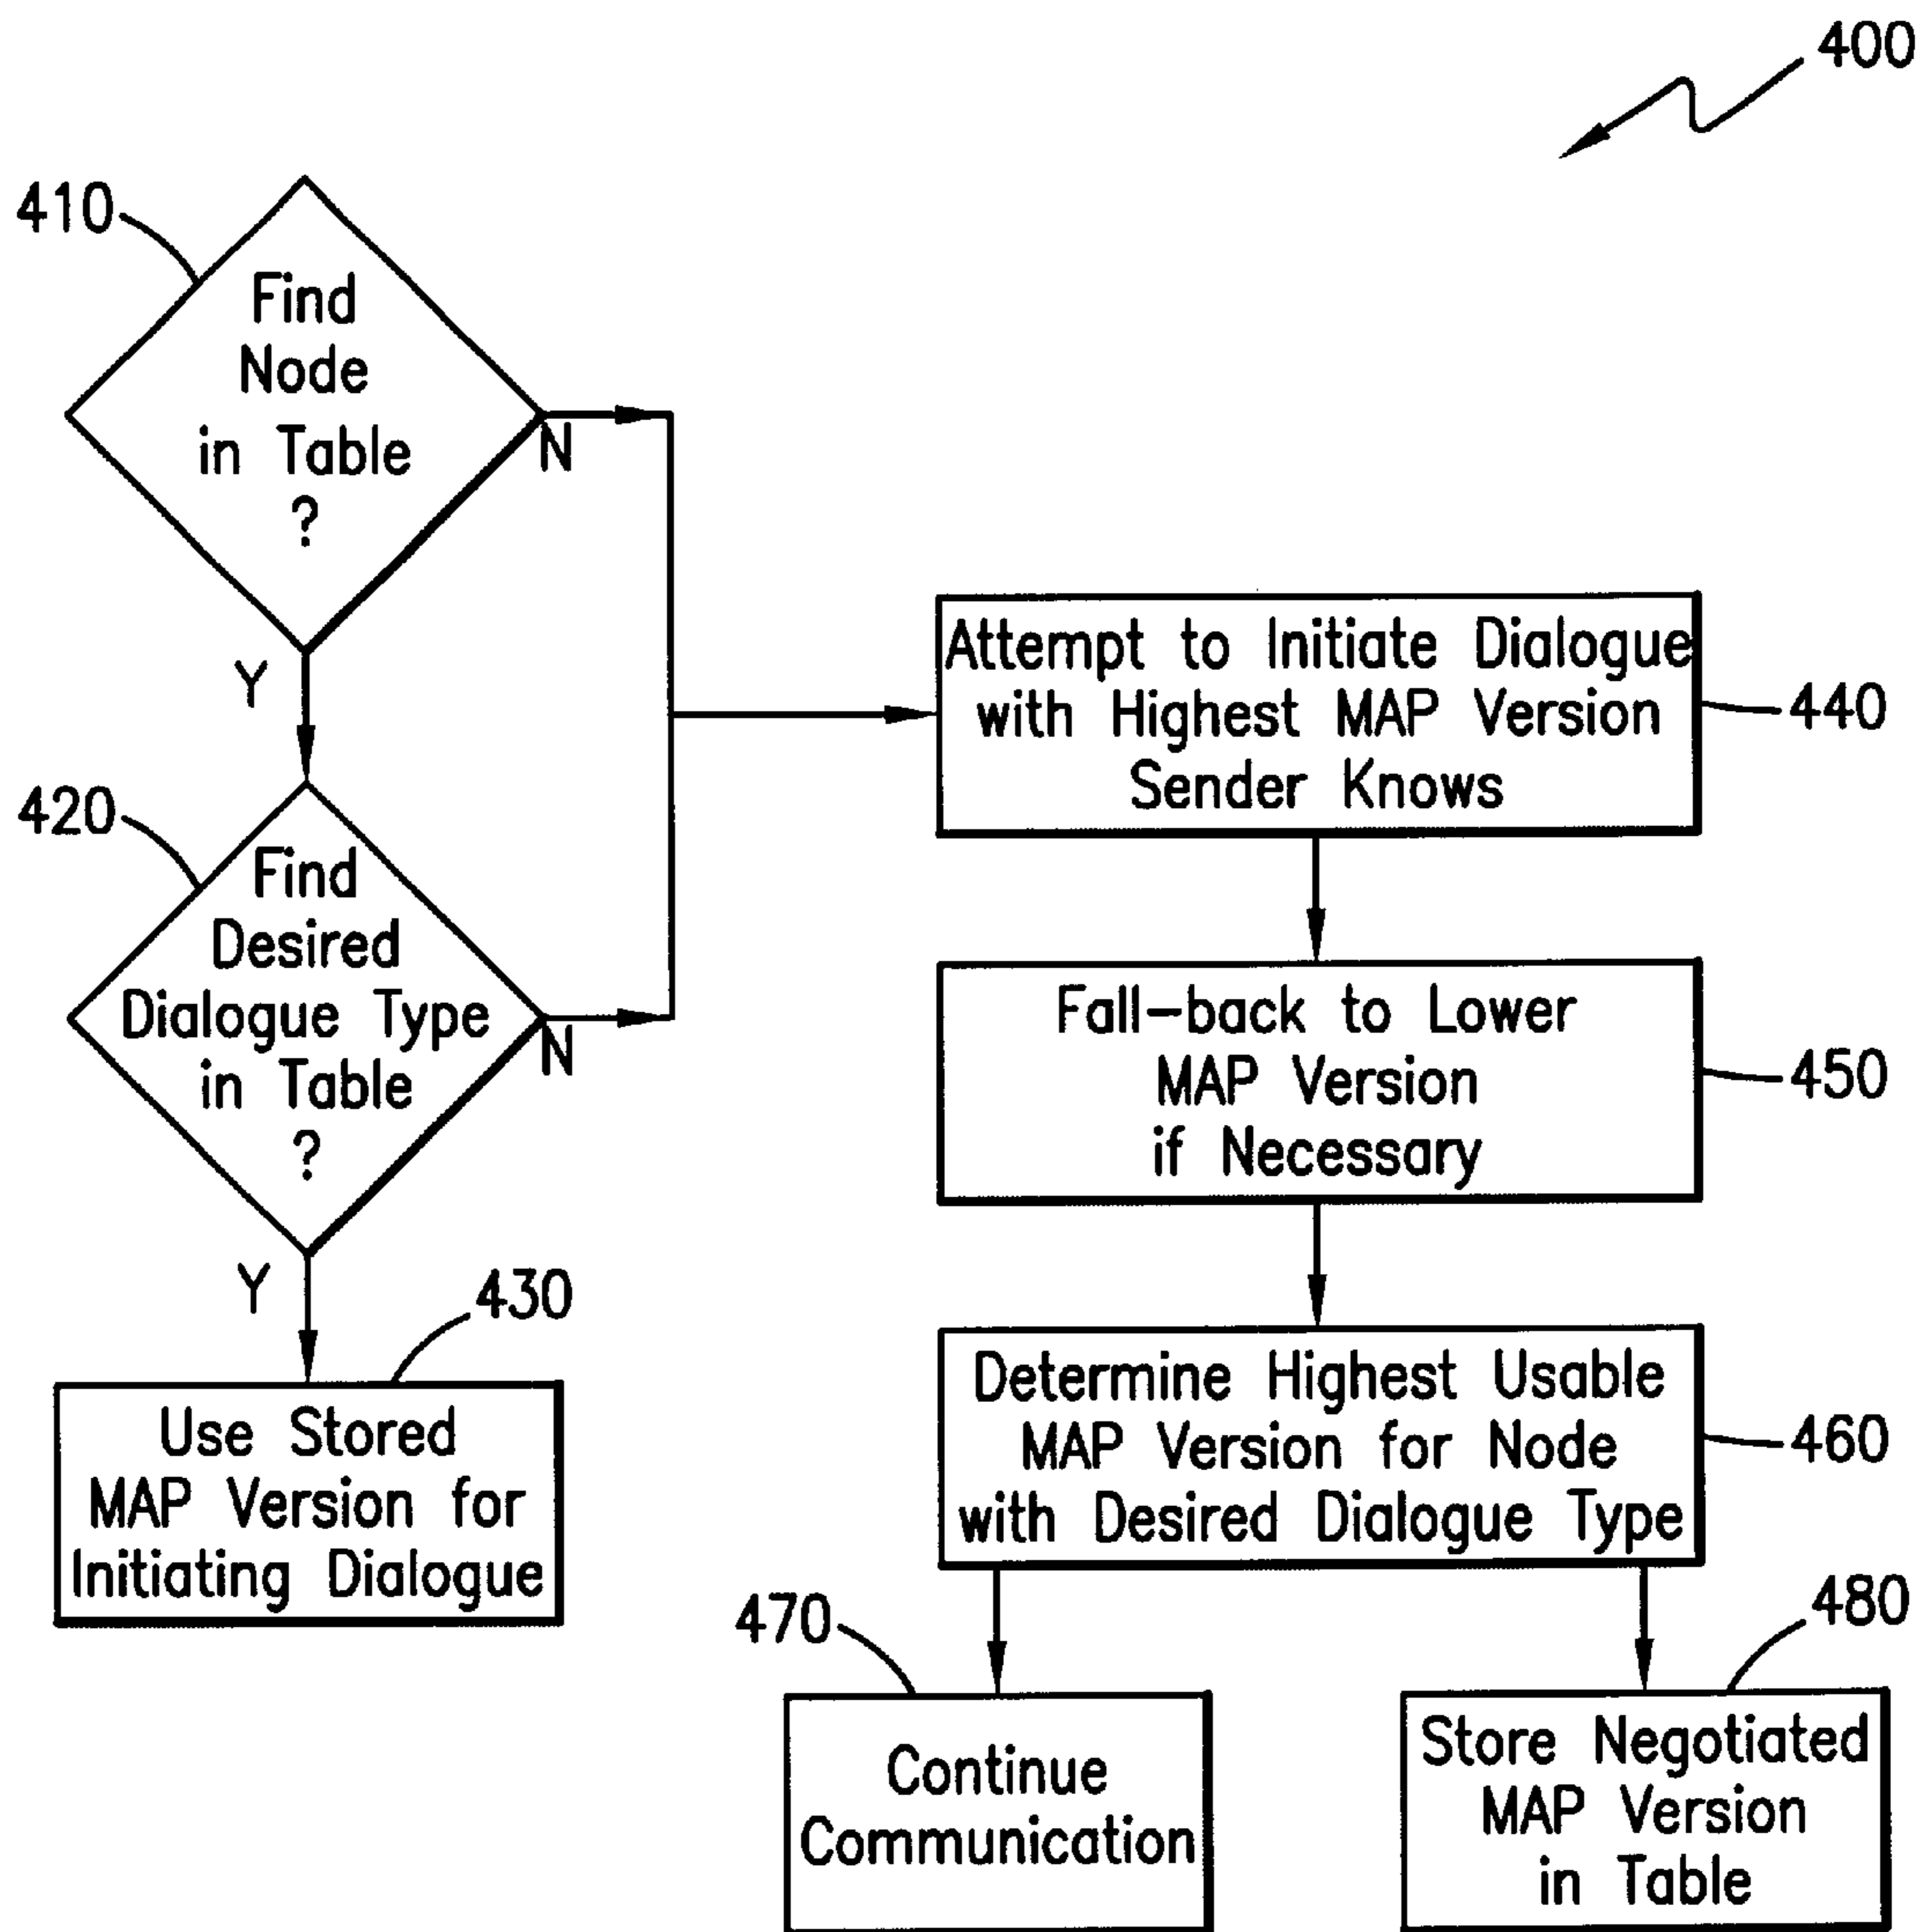 400
410
Find
Node
in Table
?
N
Y
420
Find
Desired
Dialogue Type
in Table
?
N
Y
430
Use Stored
MAP Version for
Initiating Dialogue
Attempt to Initiate Dialogue
with Highest MAP Version
Sender Knows
440
Fall-back to Lower
MAP Version
if Necessary
450
Determine Highest Usable
MAP Version for Node
with Desired Dialogue Type
460
470
Continue
Communication
480
Store Negotiated
MAP Version
in Table